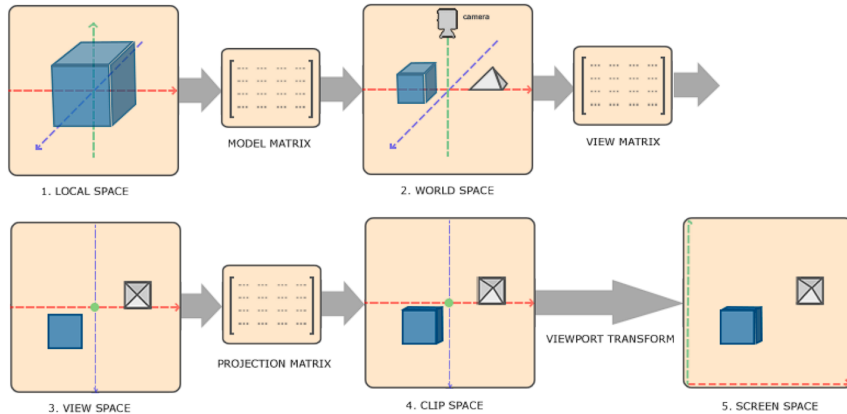 camera
MODEL MATRIX
VIEW MATRIX
1. LOCAL SPACE
2. WORLD SPACE
PROJECTION MATRIX
VIEWPORT TRANSFORM
3. VIEW SPACE
4. CLIP SPACE
5. SCREEN SPACE